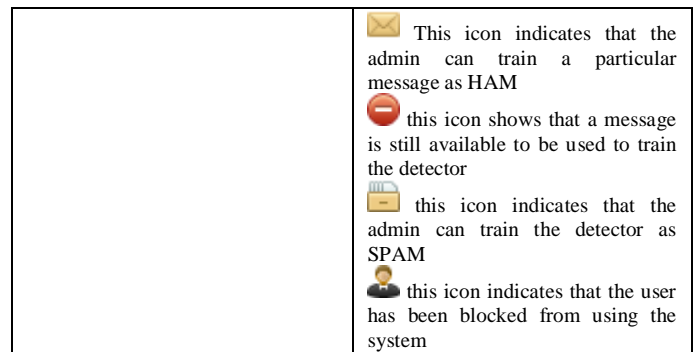 This icon indicates that the
admin can train a particular
message as HAM
this icon shows that a message
is still available to be used to train
the detector
this icon indicates that the
admin can train the detector as
SPAM
this icon indicates that the user
has been blocked from using the
system